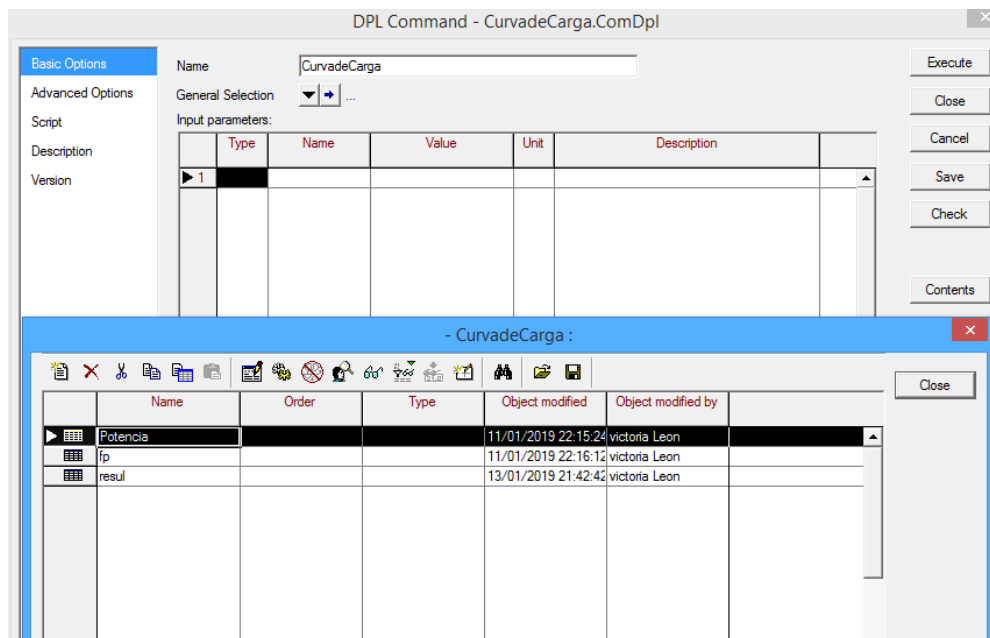 DPL Command - CurvadeCarga.ComDpl
Basic Options
Advanced Options
Script
Description
Version
Name CurvadeCarga
General Selection ...
Input parameters:
Type Name Value Unit Description
1
Execute
Close
Cancel
Save
Check
Contents
- CurvadeCarga :
Close
Name Order Type Object modified Object modified by
Potencia 11/01/2019 22:15:24 victoria Leon
fp 11/01/2019 22:16:12 victoria Leon
resul 13/01/2019 21:42:42 victoria Leon